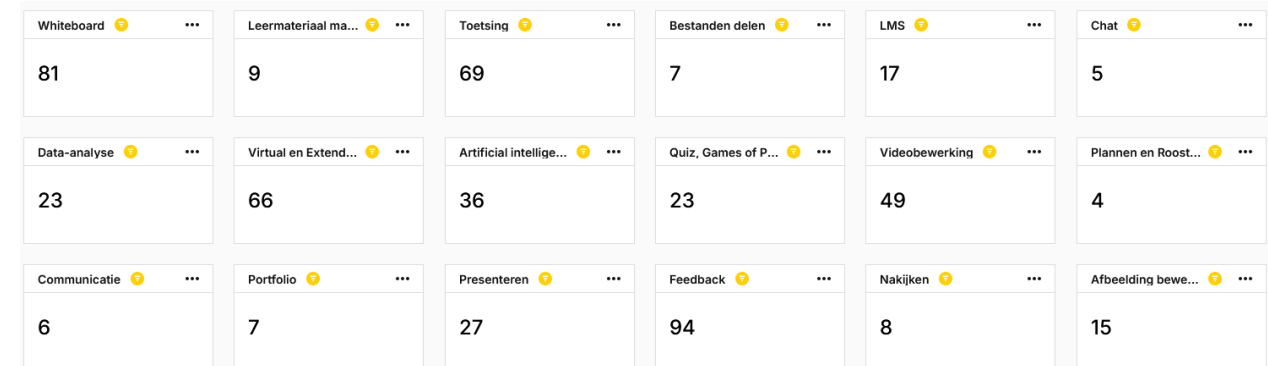 Whiteboard
81
Leermateriaal ma...
9
Toetsing
69
Bestanden delen
7
LMS
17
Chat
5
Data-analyse
23
Virtual en Extend...
66
Artificial intellige...
36
Quiz, Games of P...
23
Videobewerking
49
Plannen en Roost...
4
Communicatie
6
Portfolio
7
Presenteren
27
Feedback
94
Nakijken
8
Afbeelding bewe...
15